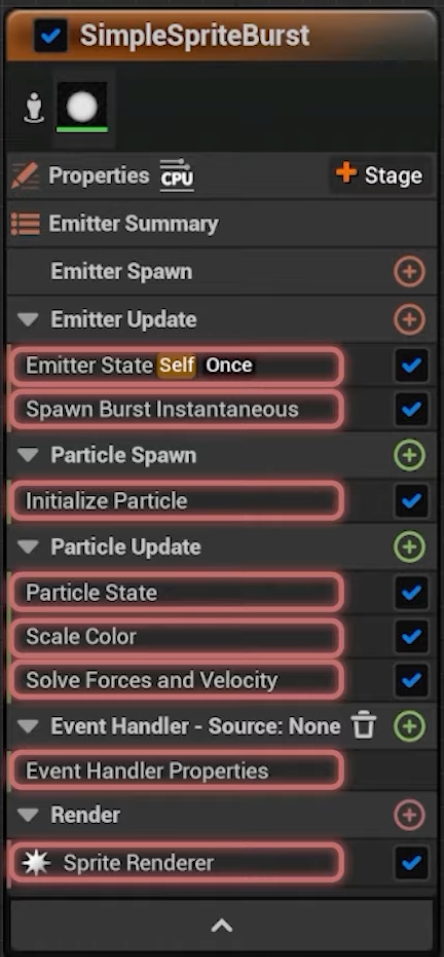 SimpleSpriteBurst
Properties CPU Stage
Emitter Summary
Emitter Spawn
Emitter Update
Emitter State Self Once
Spawn Burst Instantaneous
Particle Spawn
Initialize Particle
Particle Update
Particle State
Scale Color
Solve Forces and Velocity
Event Handler - Source: None
Event Handler Properties
Render
Sprite Renderer